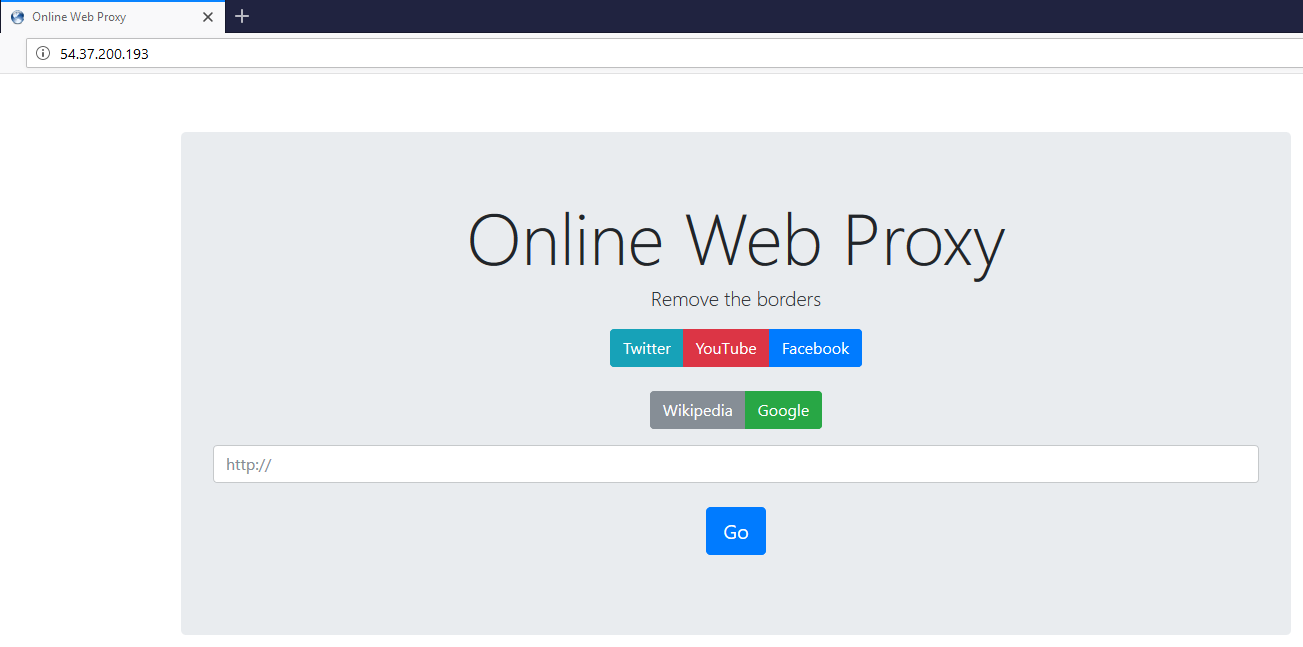 Online Web Proxy
54.37.200.193
Online Web Proxy
Remove the borders
Twitter YouTube Facebook
Wikipedia Google
http://
Go